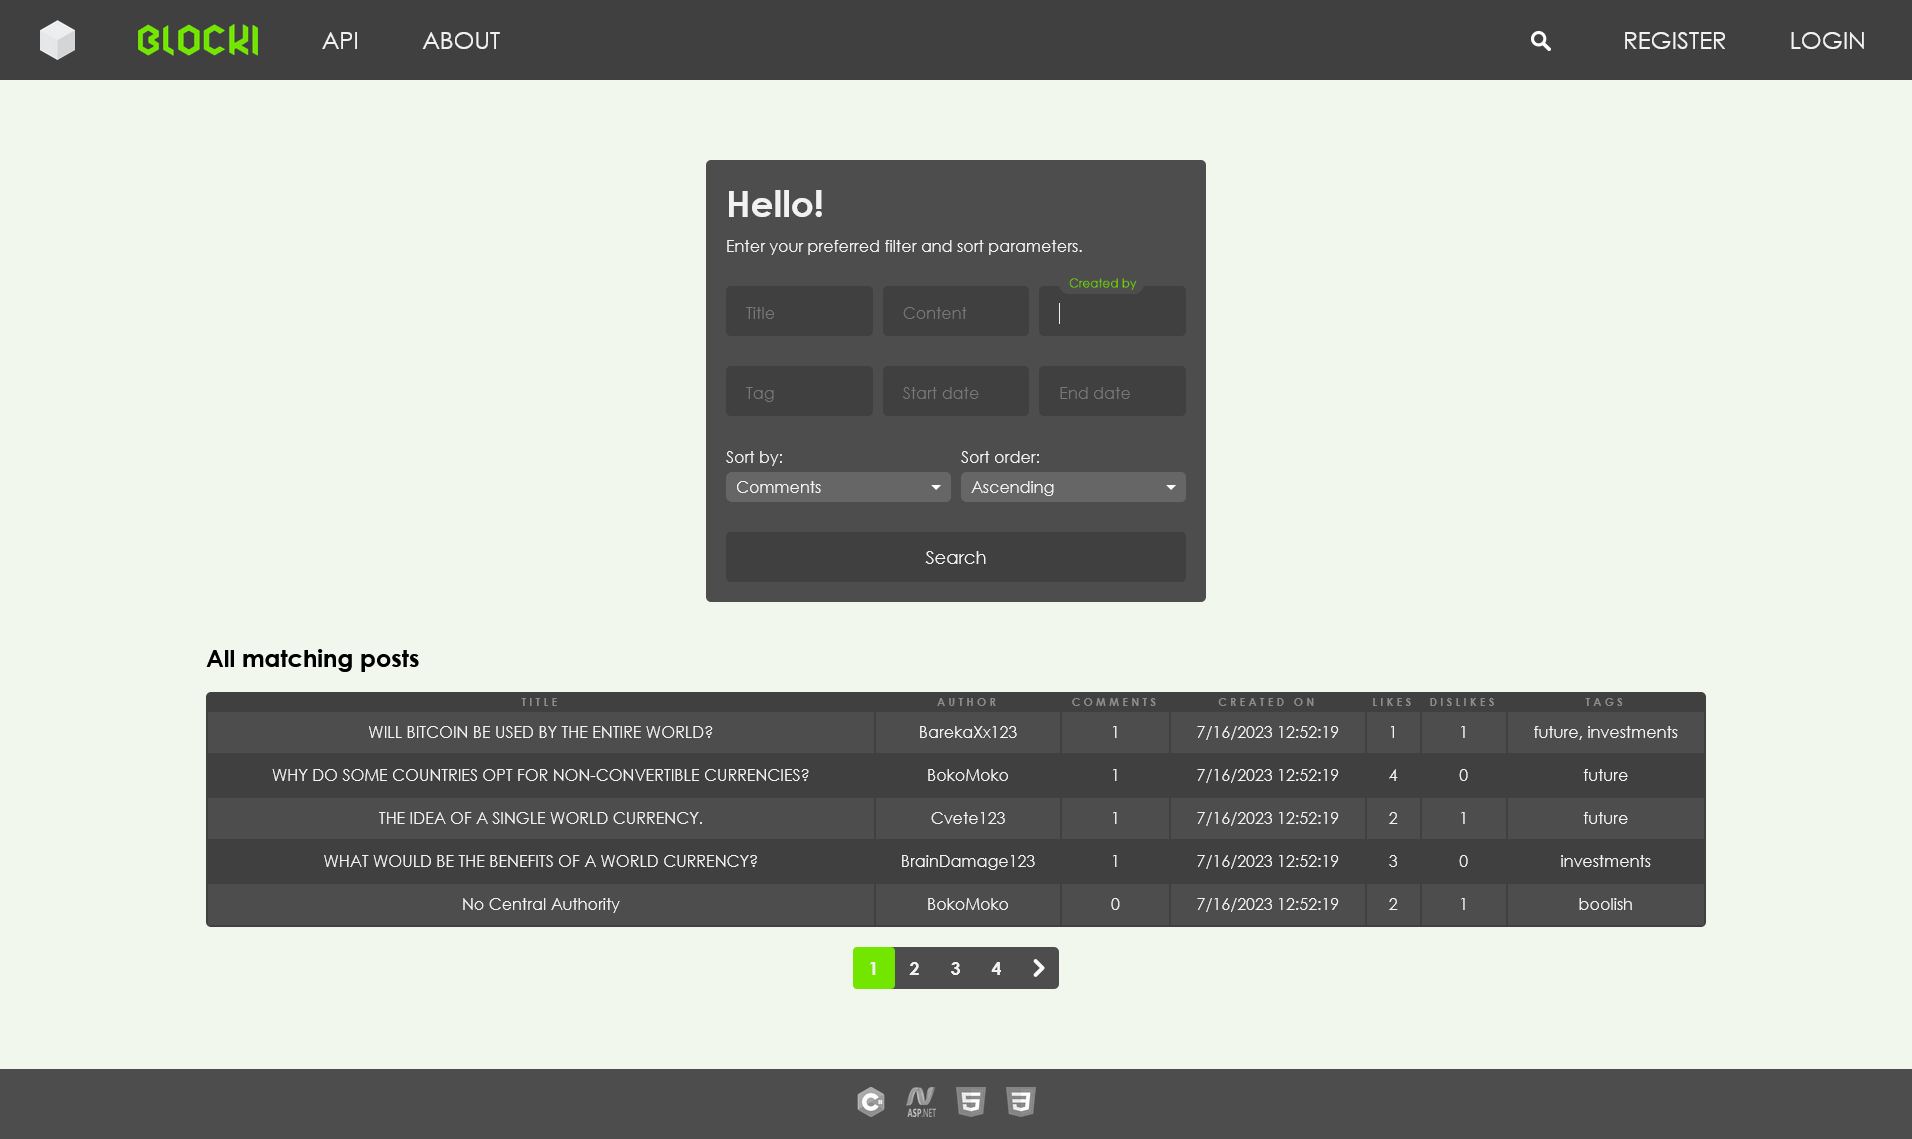 BLOCKI API ABOUT REGISTER LOGIN
Hello!
Enter your preferred filter and sort parameters.
Created by
Title Content
Tag Start date End date
Sort by: Sort order:
Comments Ascending
Search
All matching posts
TITLE AUTHOR COMMENTS CREATED ON LIKES DISLIKES TAGS
WILL BITCOIN BE USED BY THE ENTIRE WORLD? BarekaXx123 1 7/16/2023 12:52:19 1 1 future, investments
WHY DO SOME COUNTRIES OPT FOR NON-CONVERTIBLE CURRENCIES? BokoMoko 1 7/16/2023 12:52:19 4 0 future
THE IDEA OF A SINGLE WORLD CURRENCY. Cvete123 1 7/16/2023 12:52:19 2 1 future
WHAT WOULD BE THE BENEFITS OF A WORLD CURRENCY? BrainDamage123 1 7/16/2023 12:52:19 3 0 investments
No Central Authority BokoMoko 0 7/16/2023 12:52:19 2 1 boolish
1 2 3 4
C# ASP.NET 5 3